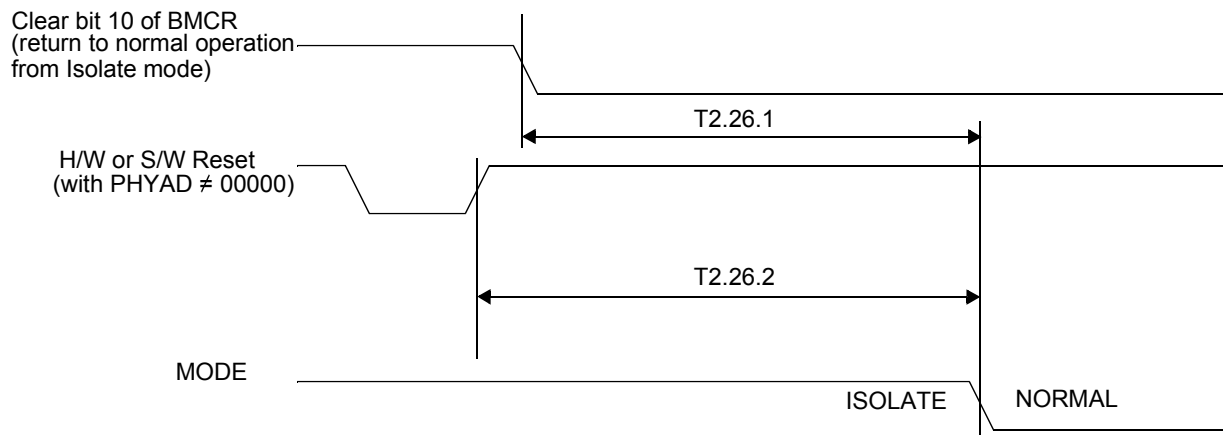 Clear bit 10 of BMCR
(return to normal operation
from Isolate mode)
T2.26.1
H/W or S/W Reset
(with PHYAD ≠ 00000)
T2.26.2
MODE
ISOLATE
NORMAL